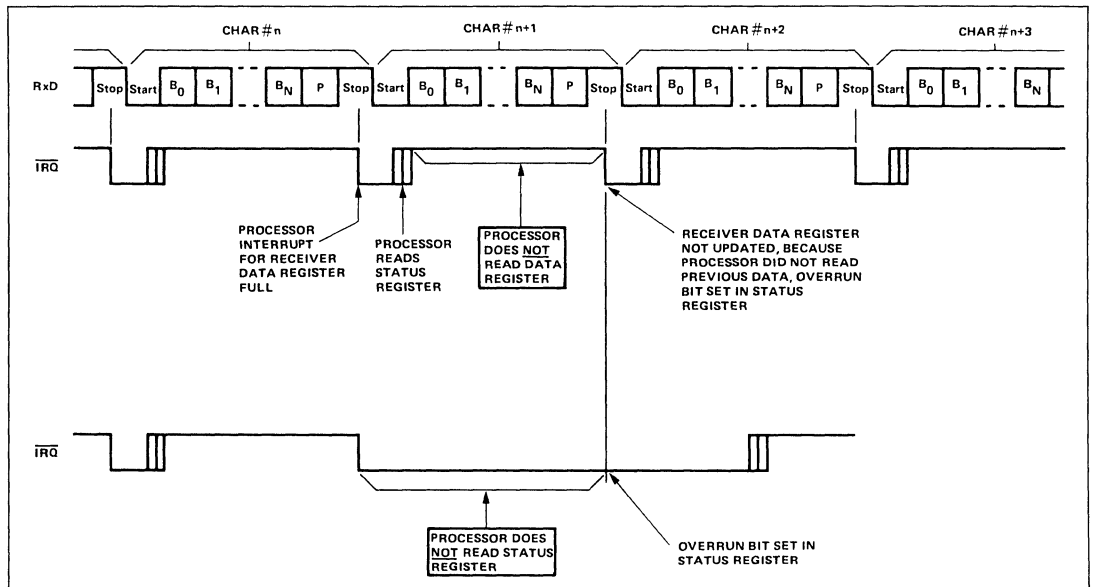 CHAR#n CHAR#n+1 CHAR#n+2 CHAR#n+3
RxD Stop Start B0 B1 BN P Stop Start B0 B1 BN P Stop Start B0 B1 BN P Stop Start B0 B1 BN
IRQ
PROCESSOR
INTERRUPT
FOR RECEIVER
DATA REGISTER
FULL
PROCESSOR
READS
STATUS
REGISTER
PROCESSOR
DOES NOT
READ DATA
REGISTER
RECEIVER DATA REGISTER
NOT UPDATED, BECAUSE
PROCESSOR DID NOT READ
PREVIOUS DATA, OVERRUN
BIT SET IN STATUS
REGISTER
IRQ
PROCESSOR DOES
NOT READ STATUS
REGISTER
OVERRUN BIT SET IN
STATUS REGISTER